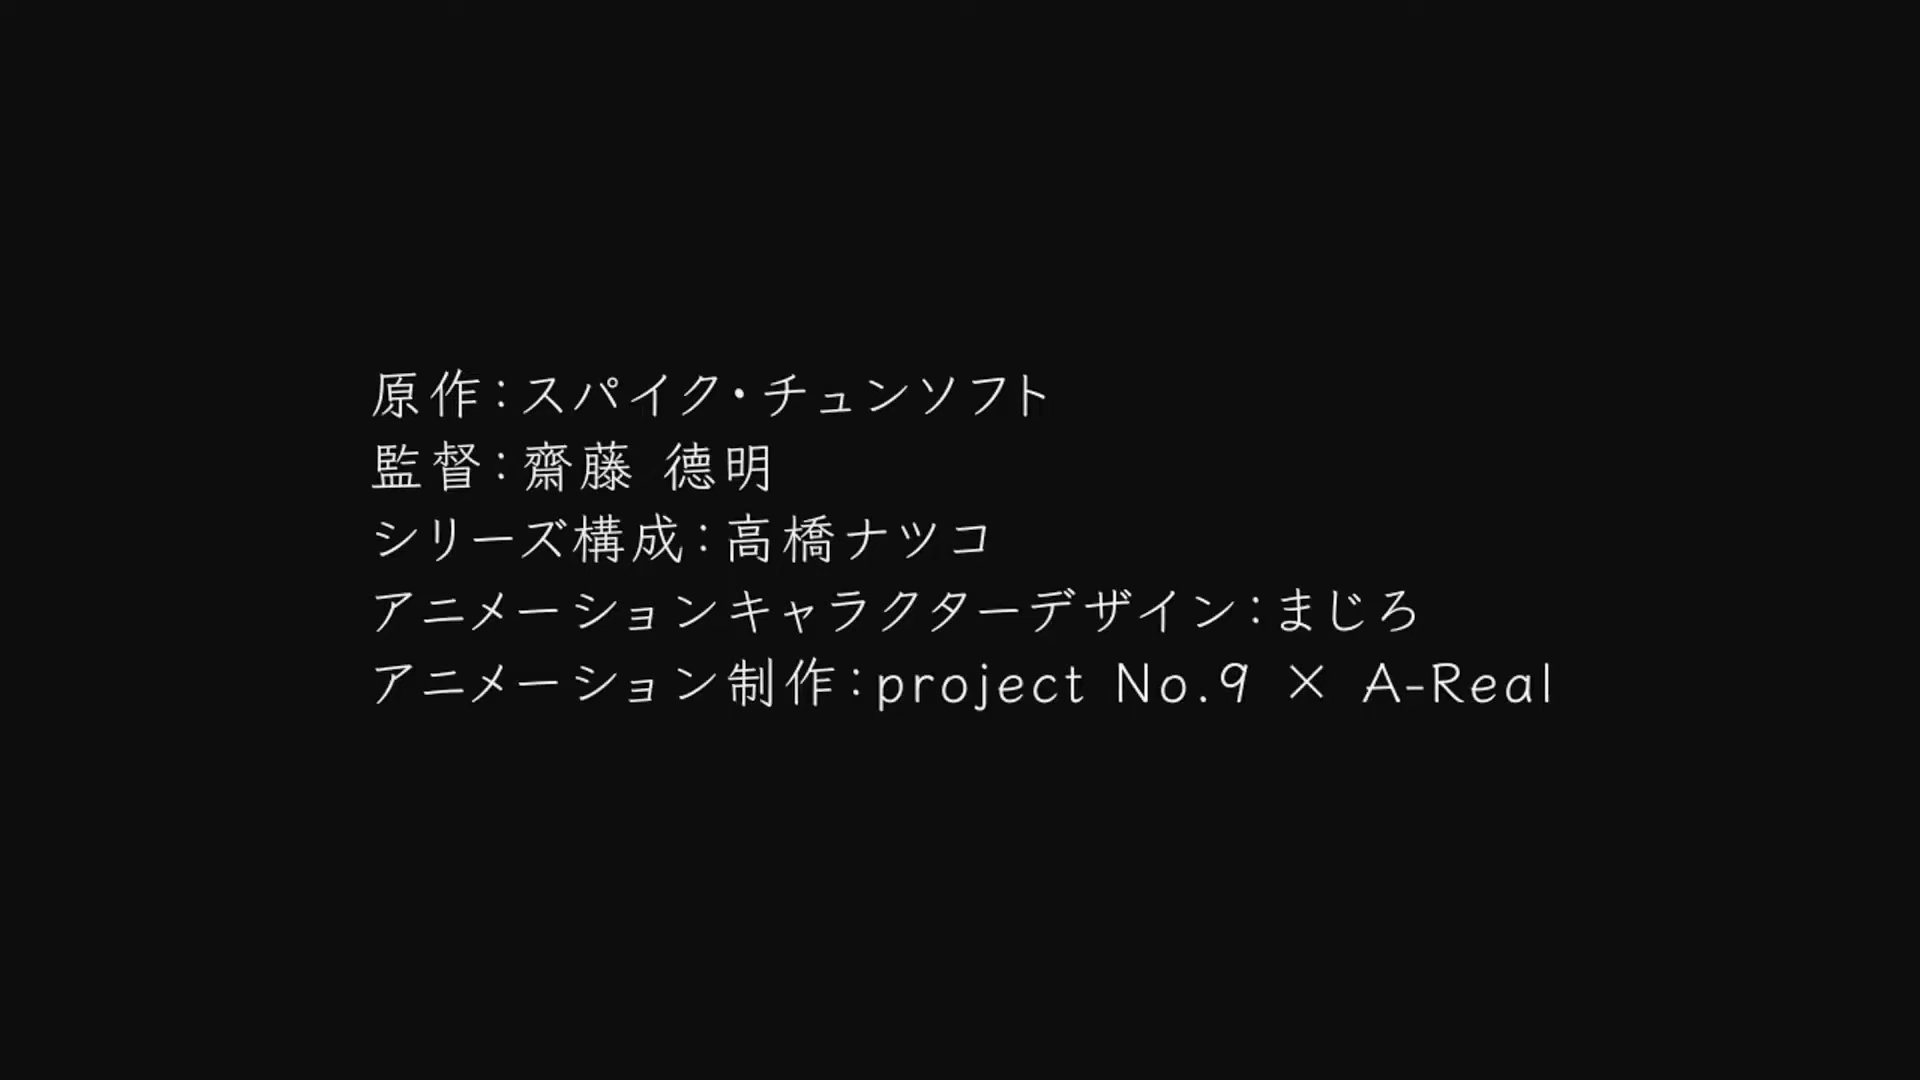 原作：スパイク・チュンソフト
監督：齋藤 德明
シリーズ構成：高橋ナツコ
アニメーションキャラクターデザイン：まじろ
アニメーション制作：project No.9 × A-Real